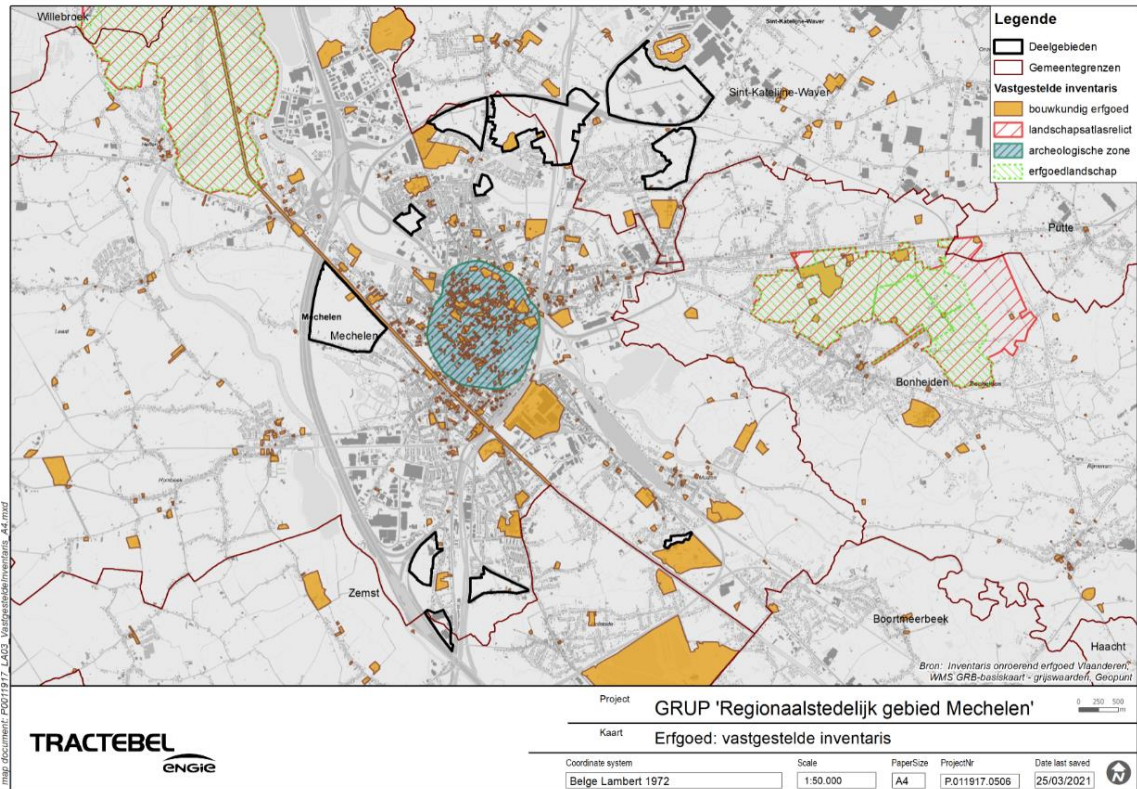 Willebroek
Sint-Katelijne-Waver
Sint-Katelijne-Waver
Putte
Mechelen
Mechelen
Bonheiden
Zemst
Boortmeerbeek
Haacht
Legende
Deelgebieden
Gemeentegrenzen
Vastgestelde inventaris
bouwkundig erfgoed
landschapsatlasrelict
archeologische zone
erfgoedlandschap
Bron: Inventaris onroerend erfgoed Vlaanderen,
WMS GRB-basiskaart - grijswaarden, Geopunt
map document: P0011917_LA03_VastgesteldeInventaris_A4.mxd
TRACTEBEL
ENGIE
Project GRUP 'Regionaalstedelijk gebied Mechelen'
0 250 500
m
Kaart Erfgoed: vastgestelde inventaris
Coordinate system Scale PaperSize ProjectNr Date last saved
Belge Lambert 1972 1:50.000 A4 P.011917.0506 25/03/2021
N